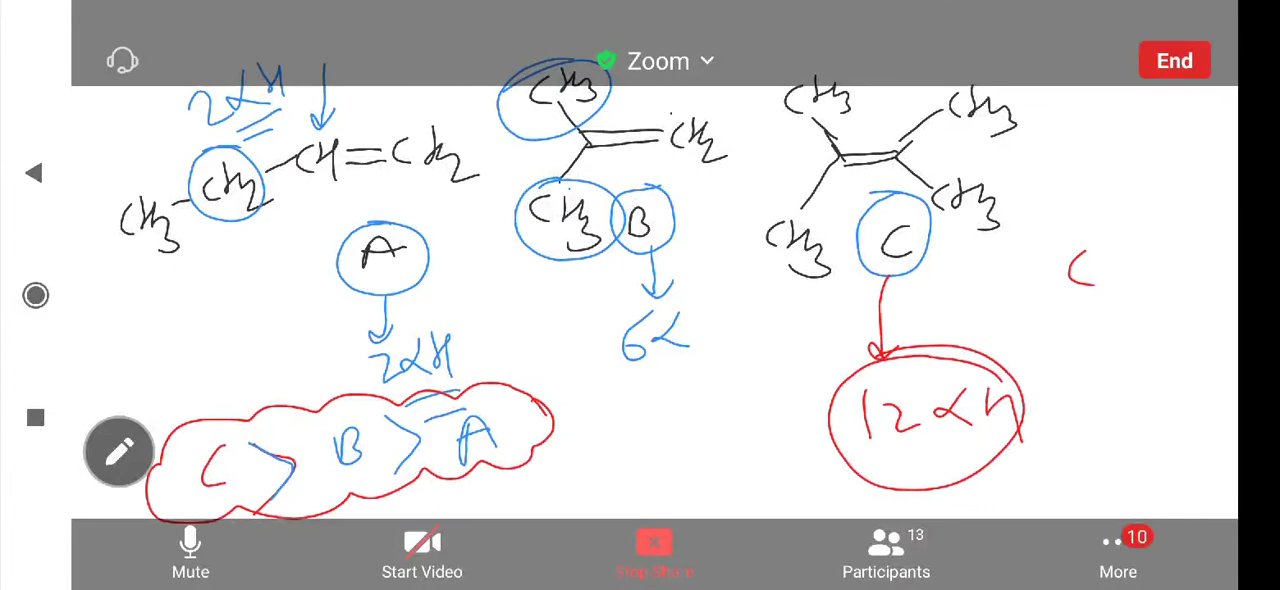 Zoom
End
2αH
CH3-CH2-CH=CH2
A
2αH
CH3
=CH2
CH3
B
6α
CH3 CH3
CH3 CH3
C
C
12αH
C > B > A
Mute
Start Video
Stop Share
Participants 13
More 10